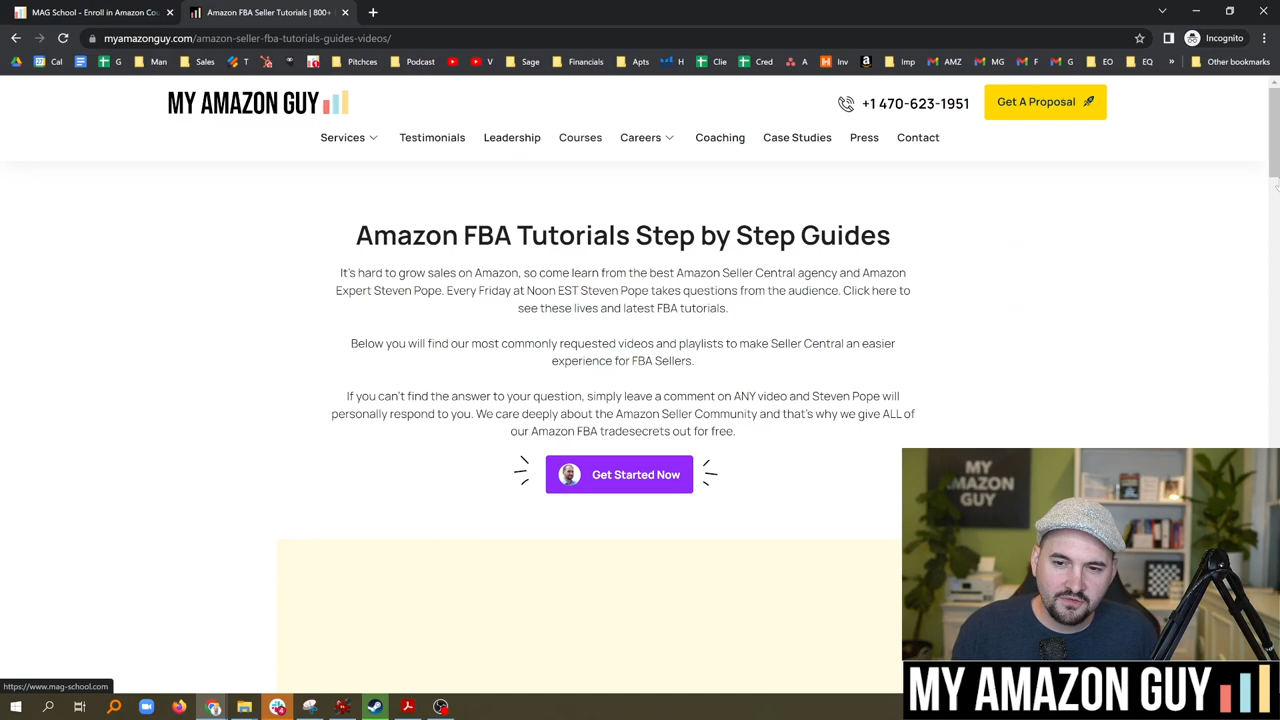 MAG School - Enroll in Amazon Cou
Amazon FBA Seller Tutorials | 800+
myamazonguy.com/amazon-seller-fba-tutorials-guides-videos/
Incognito
Cal
G
Man
Sales
T
Pitchces
Podcast
V
Sage
Financials
Apts
H
Clie
Cred
A
Inv
AMZ
MG
F
EO
EQ
»
Other bookmarks
MY AMAZON GUY
+1 470-623-1951
Get A Proposal
Services
Testimonials
Leadership
Courses
Careers
Coaching
Case Studies
Press
Contact
Amazon FBA Tutorials Step by Step Guides
It's hard to grow sales on Amazon, so come learn from the best Amazon Seller Central agency and Amazon
Expert Steven Pope. Every Friday at Noon EST Steven Pope takes questions from the audience. Click here to
see these lives and latest FBA tutorials.
Below you will find our most commonly requested videos and playlists to make Seller Central an easier
experience for FBA Sellers.
If you can't find the answer to your question, simply leave a comment on ANY video and Steven Pope will
personally respond to you. We care deeply about the Amazon Seller Community and that's why we give ALL of
our Amazon FBA tradesecrets out for free.
Get Started Now
MY
AMAZON
GUY
https://www.mag-school.com
MY AMAZON GUY